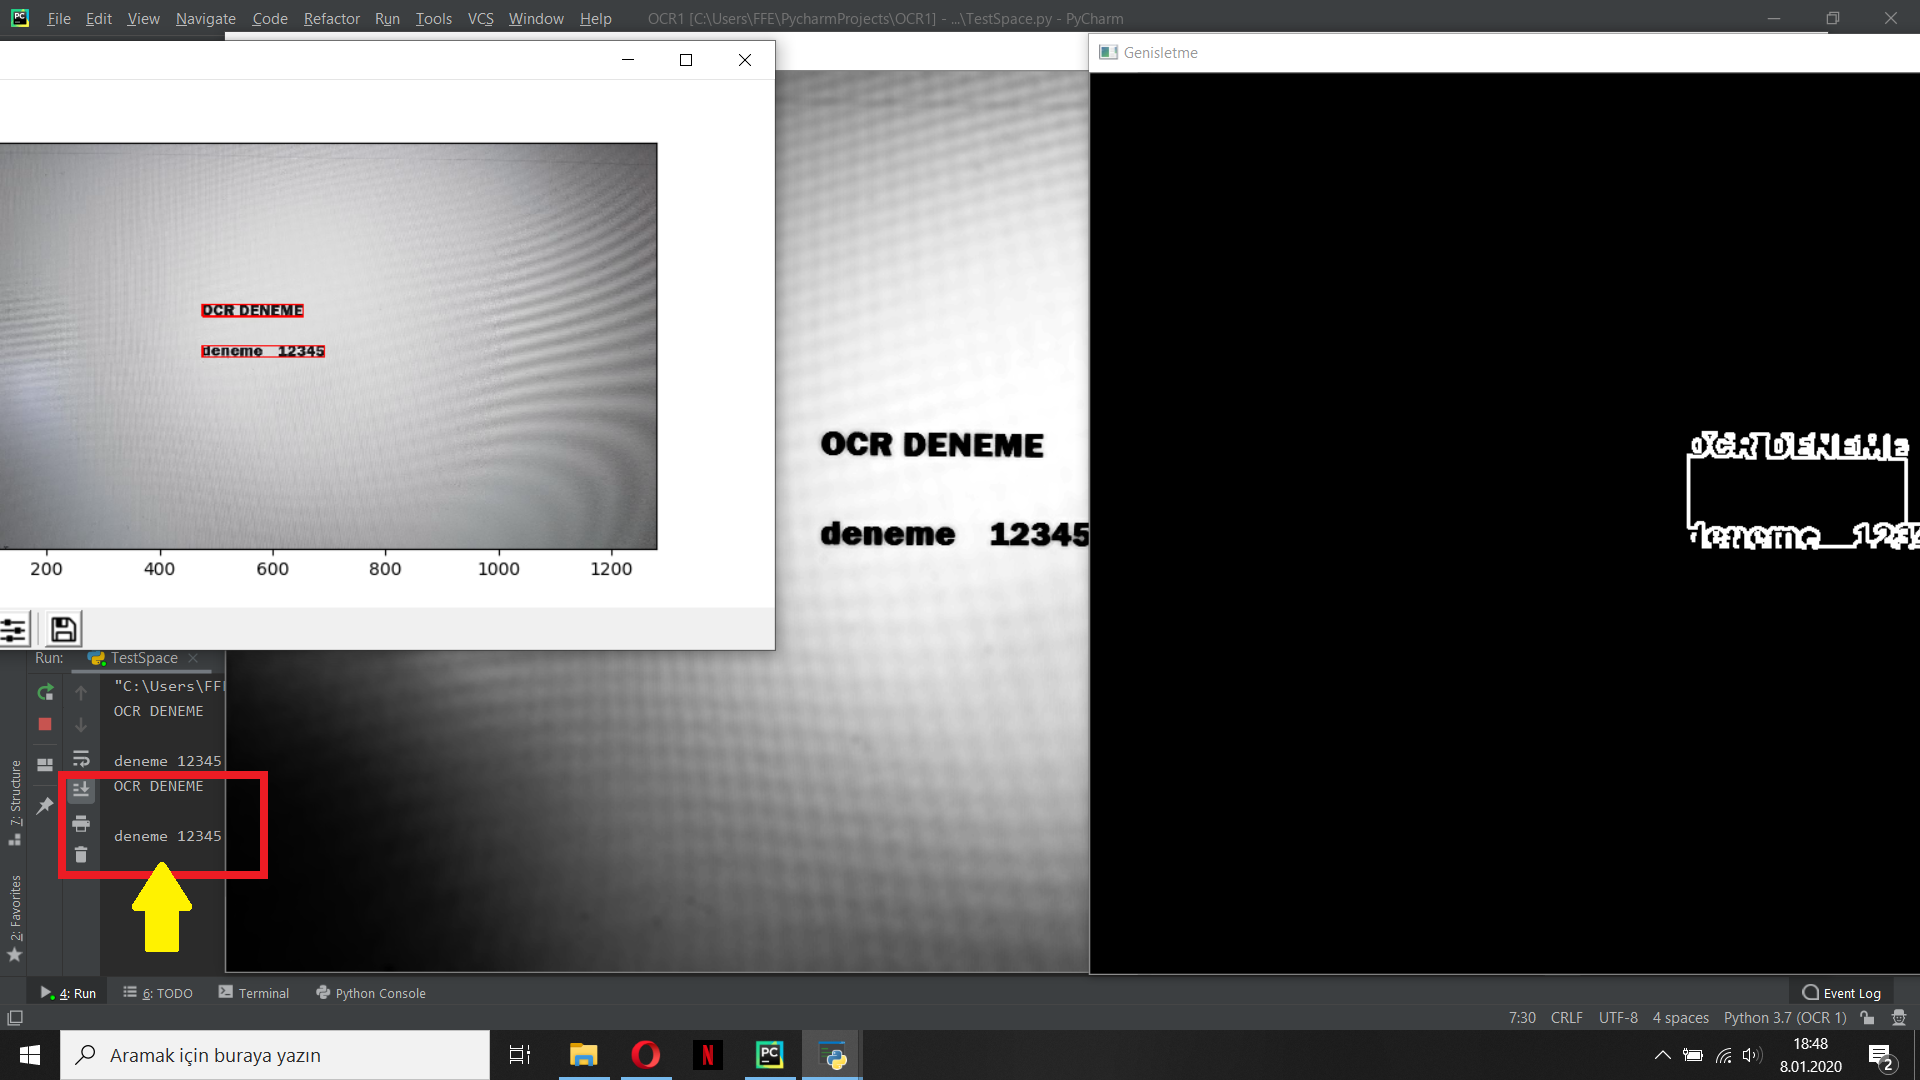 File Edit View Navigate Code Refactor Run Tools VCS Window Help OCR1 [C:\Users\FFE\PycharmProjects\OCR1] - ...\TestSpace.py - PyCharm
Genisletme
OCR DENEME
deneme 12345
200 400 600 800 1000 1200
OCR DENEME
deneme 12345
Run: TestSpace
"C:\Users\FF
OCR DENEME
deneme 12345
OCR DENEME
deneme 12345
7: Structure
2: Favorites
4: Run 6: TODO Terminal Python Console Event Log
7:30 CRLF UTF-8 4 spaces Python 3.7 (OCR 1)
Aramak için buraya yazın
PC
N
18:48
8.01.2020
2